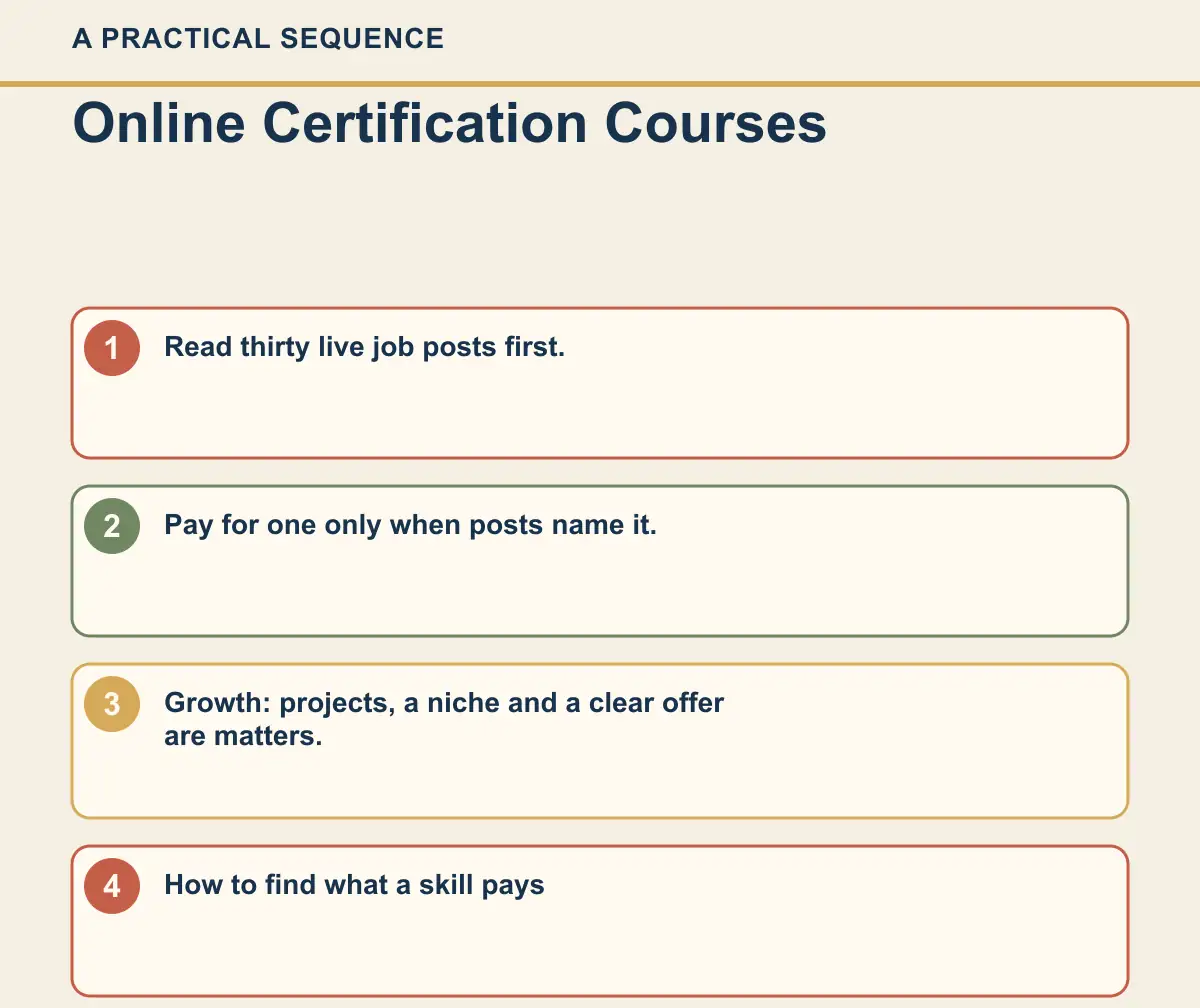 A PRACTICAL SEQUENCE
Online Certification Courses
1
Read thirty live job posts first.
2
Pay for one only when posts name it.
3
Growth: projects, a niche and a clear offer
are matters.
4
How to find what a skill pays